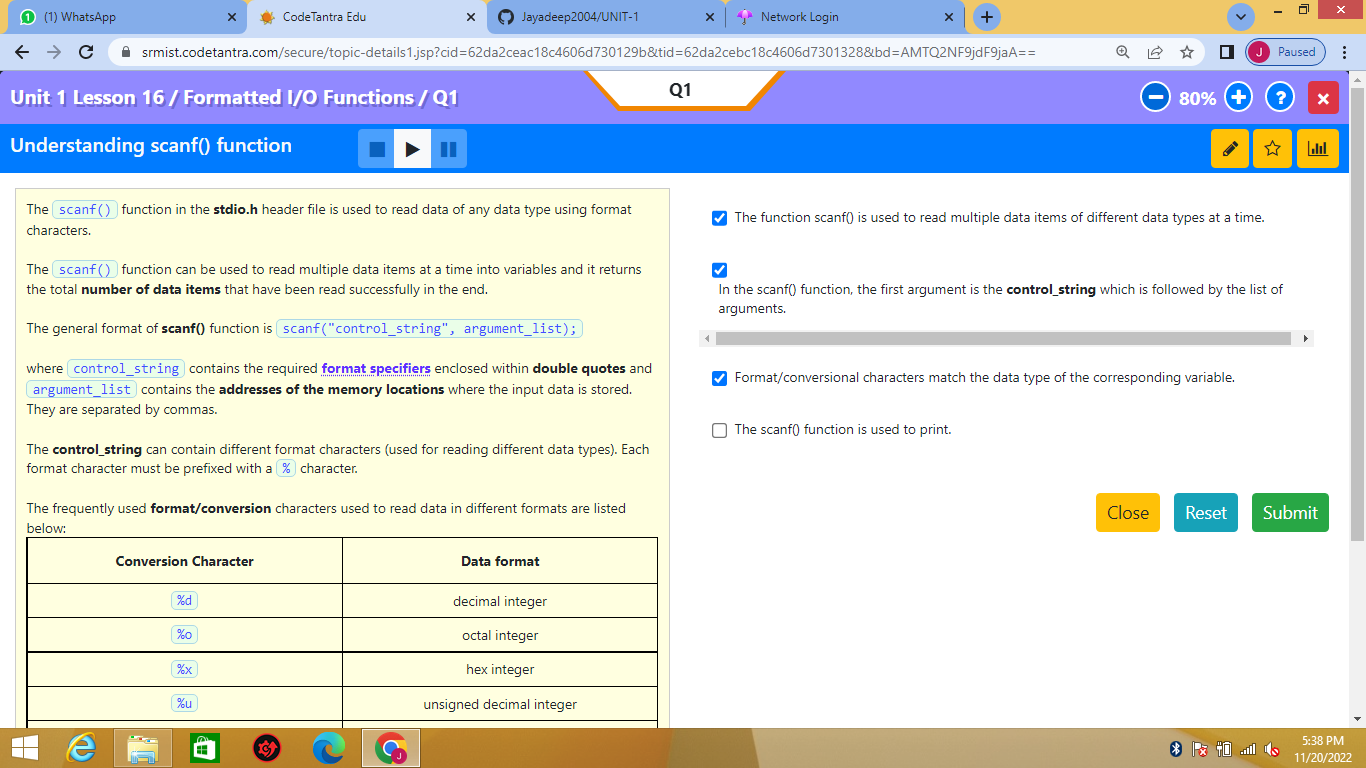 (1) WhatsApp
CodeTantra Edu
Jayadeep2004/UNIT-1
Network Login
srmist.codetantra.com/secure/topic-details1.jsp?cid=62da2ceac18c4606d730129b&tid=62da2cebc18c4606d7301328&bd=AMTQ2NF9jdF9jaA==
J Paused
Unit 1 Lesson 16 / Formatted I/O Functions / Q1
Q1
80%
?
x
Understanding scanf() function
The scanf() function in the stdio.h header file is used to read data of any data type using format
characters.
The scanf() function can be used to read multiple data items at a time into variables and it returns
the total number of data items that have been read successfully in the end.
The general format of scanf() function is scanf("control_string", argument_list);
where control_string contains the required format specifiers enclosed within double quotes and
argument_list contains the addresses of the memory locations where the input data is stored.
They are separated by commas.
The control_string can contain different format characters (used for reading different data types). Each
format character must be prefixed with a % character.
The frequently used format/conversion characters used to read data in different formats are listed
below:
Conversion Character Data format
%d decimal integer
%o octal integer
%x hex integer
%u unsigned decimal integer
The function scanf() is used to read multiple data items of different data types at a time.
In the scanf() function, the first argument is the control_string which is followed by the list of
arguments.
Format/conversional characters match the data type of the corresponding variable.
The scanf() function is used to print.
Close Reset Submit
J
5:38 PM
11/20/2022